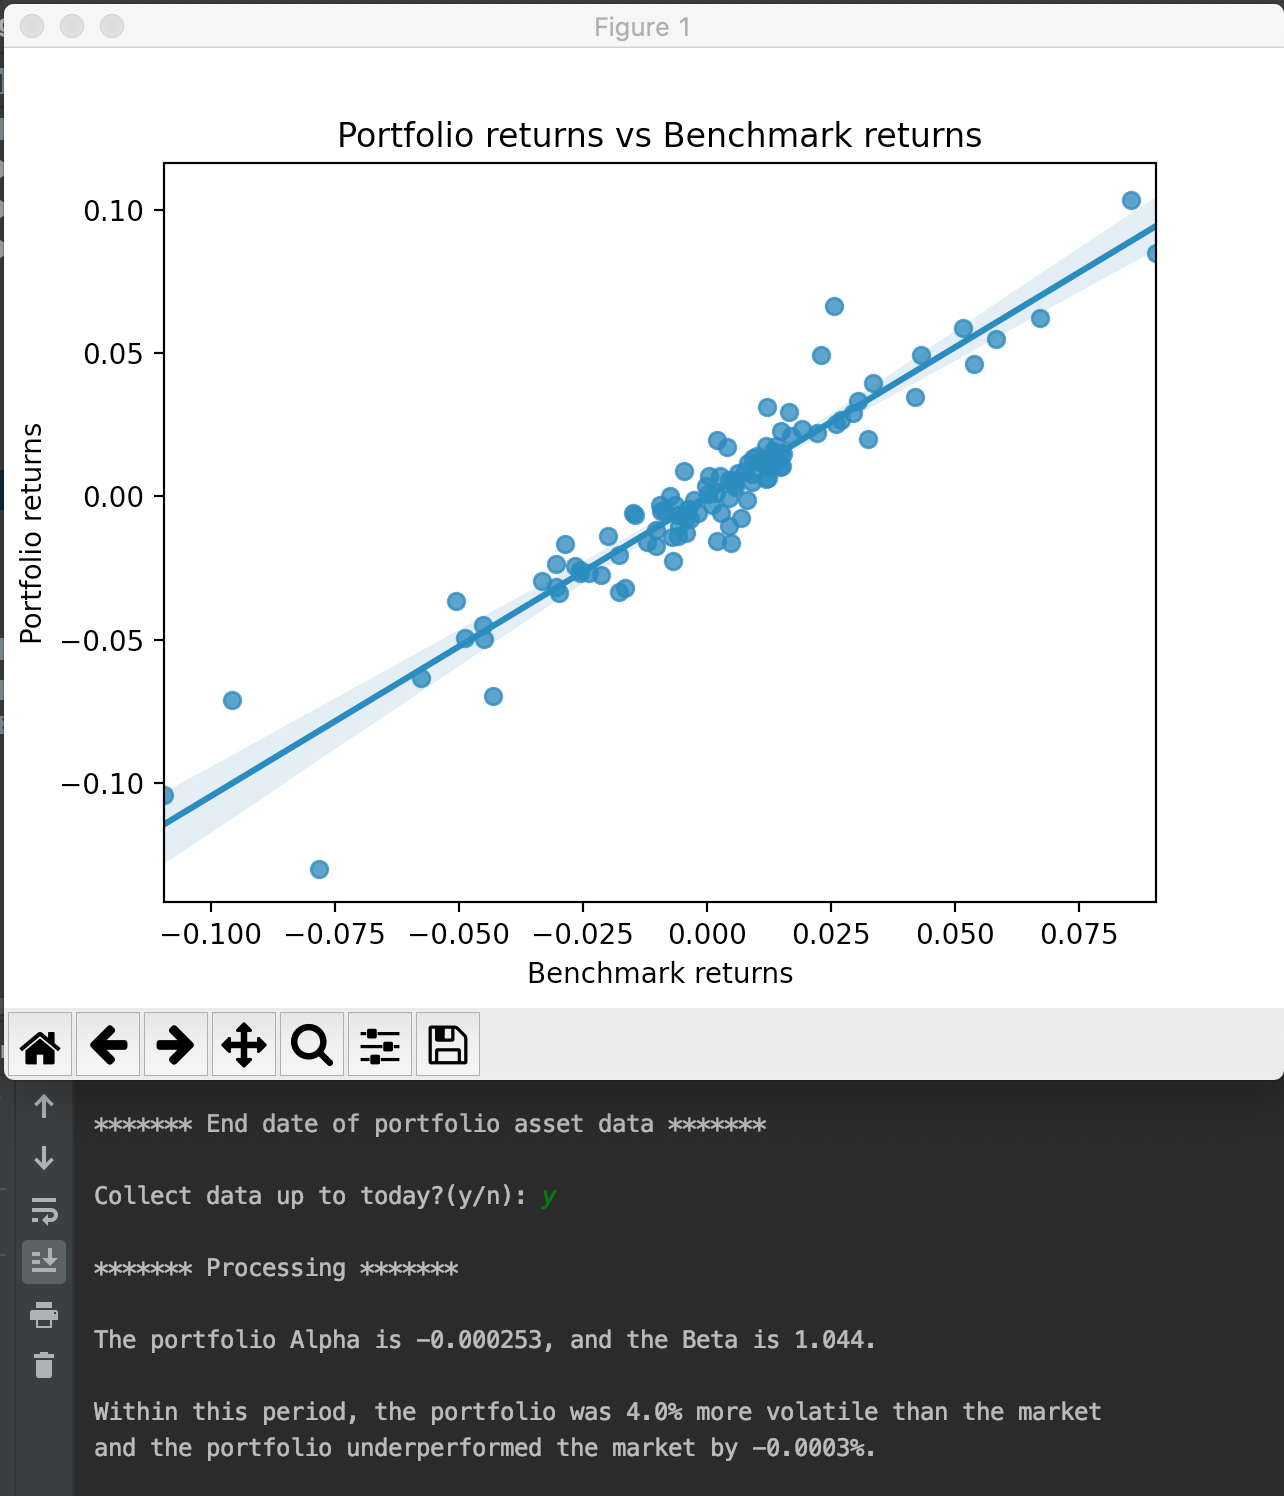 Figure 1
Portfolio returns vs Benchmark returns
0.10
0.05
0.00
−0.05
−0.10
Portfolio returns
−0.100 −0.075 −0.050 −0.025 0.000 0.025 0.050 0.075
Benchmark returns
******* End date of portfolio asset data *******
Collect data up to today?(y/n): y
******* Processing *******
The portfolio Alpha is -0.000253, and the Beta is 1.044.
Within this period, the portfolio was 4.0% more volatile than the market
and the portfolio underperformed the market by -0.0003%.